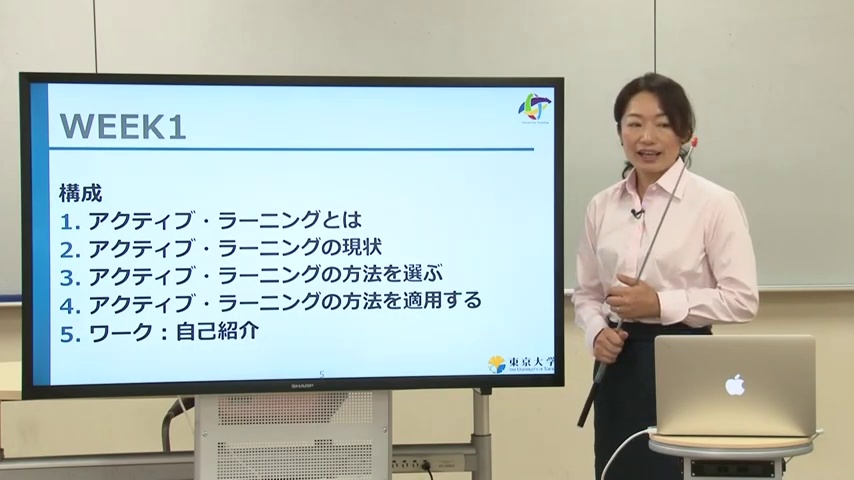 WEEK1
構成
1. アクティブ・ラーニングとは
2. アクティブ・ラーニングの現状
3. アクティブ・ラーニングの方法を選ぶ
4. アクティブ・ラーニングの方法を適用する
5. ワーク：自己紹介
5
東京大学
SHARP